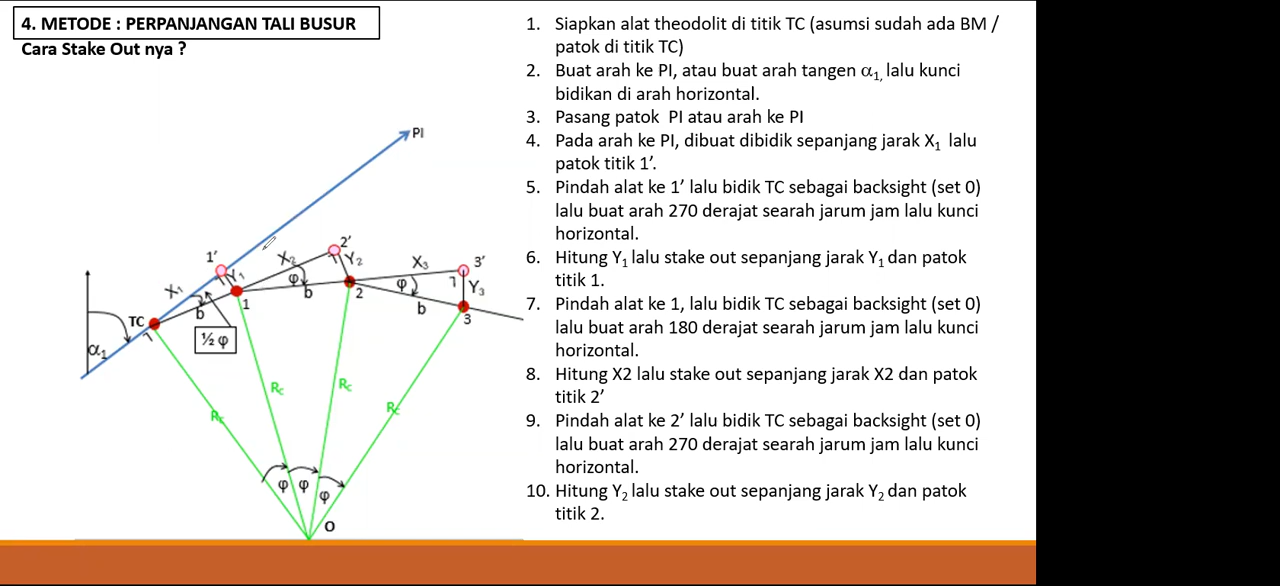 4. METODE : PERPANJANGAN TALI BUSUR
Cara Stake Out nya ?
1. Siapkan alat theodolit di titik TC (asumsi sudah ada BM /
patok di titik TC)
2. Buat arah ke PI, atau buat arah tangen α₁, lalu kunci
bidikan di arah horizontal.
3. Pasang patok PI atau arah ke PI
4. Pada arah ke PI, dibuat dibidik sepanjang jarak X₁ lalu
patok titik 1’.
5. Pindah alat ke 1’ lalu bidik TC sebagai backsight (set 0)
lalu buat arah 270 derajat searah jarum jam lalu kunci
horizontal.
6. Hitung Y₁ lalu stake out sepanjang jarak Y₁ dan patok
titik 1.
7. Pindah alat ke 1, lalu bidik TC sebagai backsight (set 0)
lalu buat arah 180 derajat searah jarum jam lalu kunci
horizontal.
8. Hitung X2 lalu stake out sepanjang jarak X2 dan patok
titik 2’
9. Pindah alat ke 2’ lalu bidik TC sebagai backsight (set 0)
lalu buat arah 270 derajat searah jarum jam lalu kunci
horizontal.
10. Hitung Y₂ lalu stake out sepanjang jarak Y₂ dan patok
titik 2.
PI
1’
2’
3’
X₁
X₂
X₃
Y₁
Y₂
Y₃
φ
φ
b
b
b
TC
1
2
3
½ φ
α₁
R꜀
R꜀
R꜀
R꜀
φ
φ
φ
O